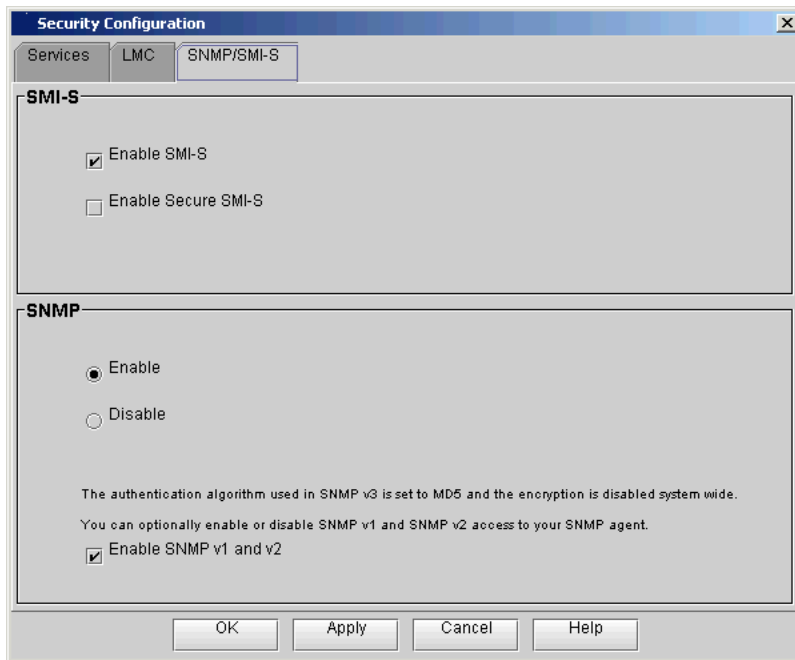 Security Configuration
Services LMC SNMP/SMI-S
SMI-S
Enable SMI-S
Enable Secure SMI-S
SNMP
Enable
Disable
The authentication algorithm used in SNMP v3 is set to MD5 and the encryption is disabled system wide.
You can optionally enable or disable SNMP v1 and SNMP v2 access to your SNMP agent.
Enable SNMP v1 and v2
OK Apply Cancel Help